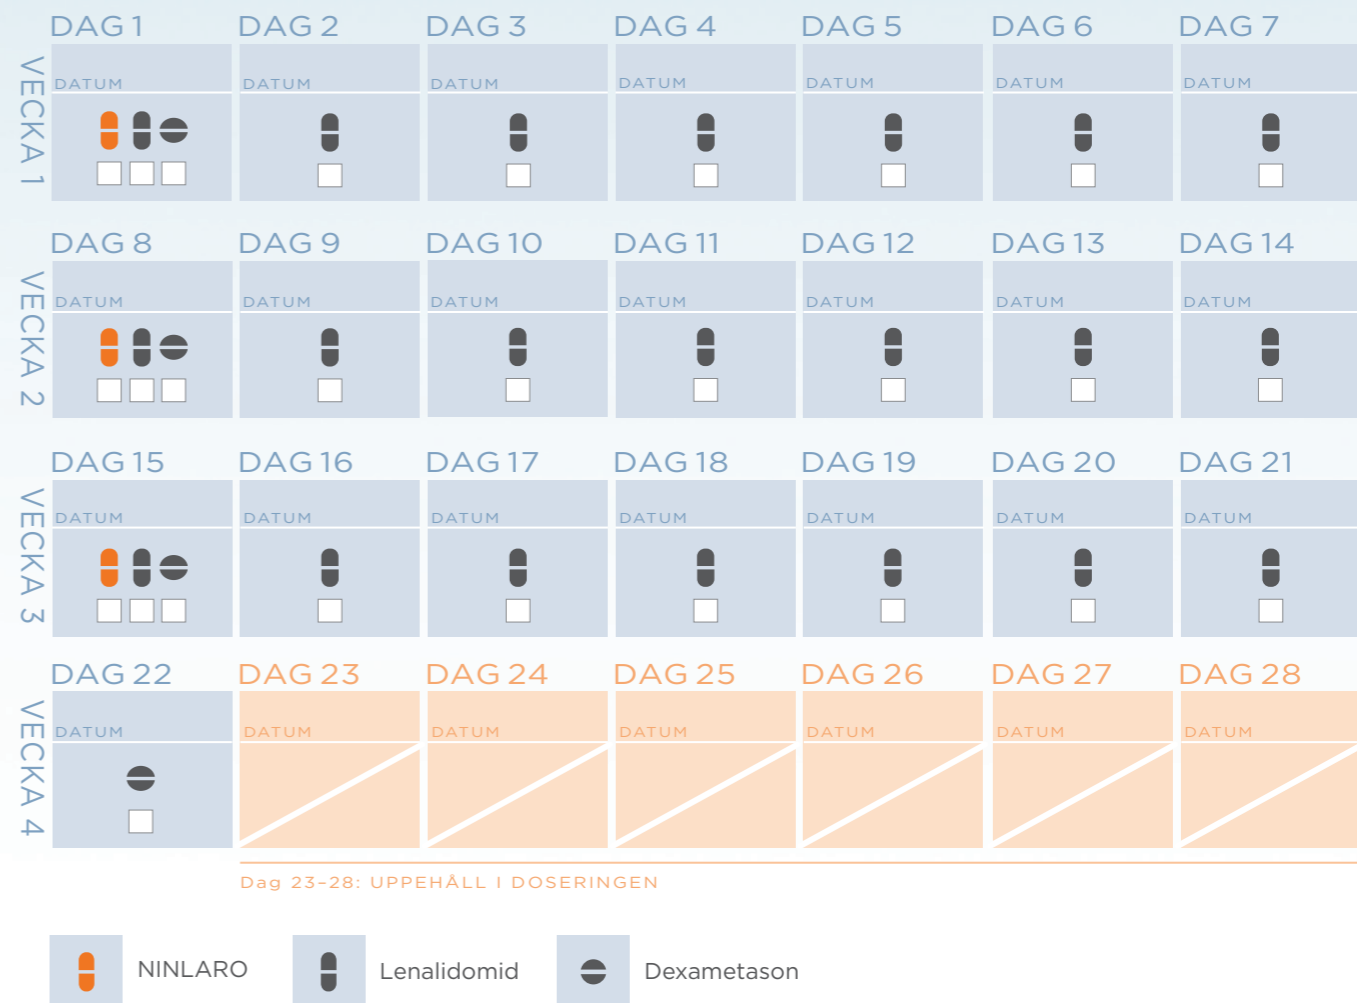 DAG 1 DAG 2 DAG 3 DAG 4 DAG 5 DAG 6 DAG 7
VECKA 1
DATUM DATUM DATUM DATUM DATUM DATUM DATUM
DAG 8 DAG 9 DAG 10 DAG 11 DAG 12 DAG 13 DAG 14
VECKA 2
DATUM DATUM DATUM DATUM DATUM DATUM DATUM
DAG 15 DAG 16 DAG 17 DAG 18 DAG 19 DAG 20 DAG 21
VECKA 3
DATUM DATUM DATUM DATUM DATUM DATUM DATUM
DAG 22 DAG 23 DAG 24 DAG 25 DAG 26 DAG 27 DAG 28
VECKA 4
DATUM DATUM DATUM DATUM DATUM DATUM DATUM
Dag 23–28: UPPEHÅLL I DOSERINGEN
NINLARO Lenalidomid Dexametason